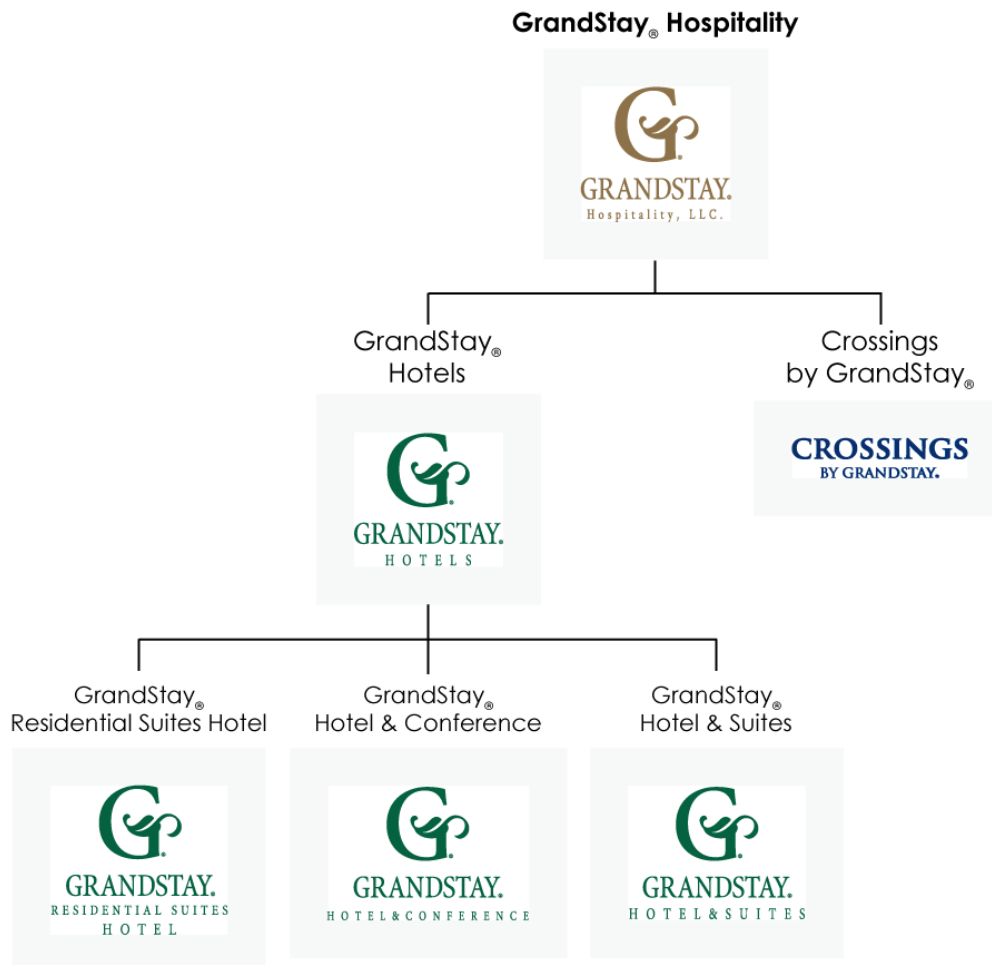 GrandStay® Hospitality
GRANDSTAY®
Hospitality, LLC.
GrandStay®
Hotels
GRANDSTAY®
HOTELS
Crossings
by GrandStay®
CROSSINGS
BY GRANDSTAY®
GrandStay®
Residential Suites Hotel
GRANDSTAY®
RESIDENTIAL SUITES
HOTEL
GrandStay®
Hotel & Conference
GRANDSTAY®
HOTEL&CONFERENCE
GrandStay®
Hotel & Suites
GRANDSTAY®
HOTEL&SUITES